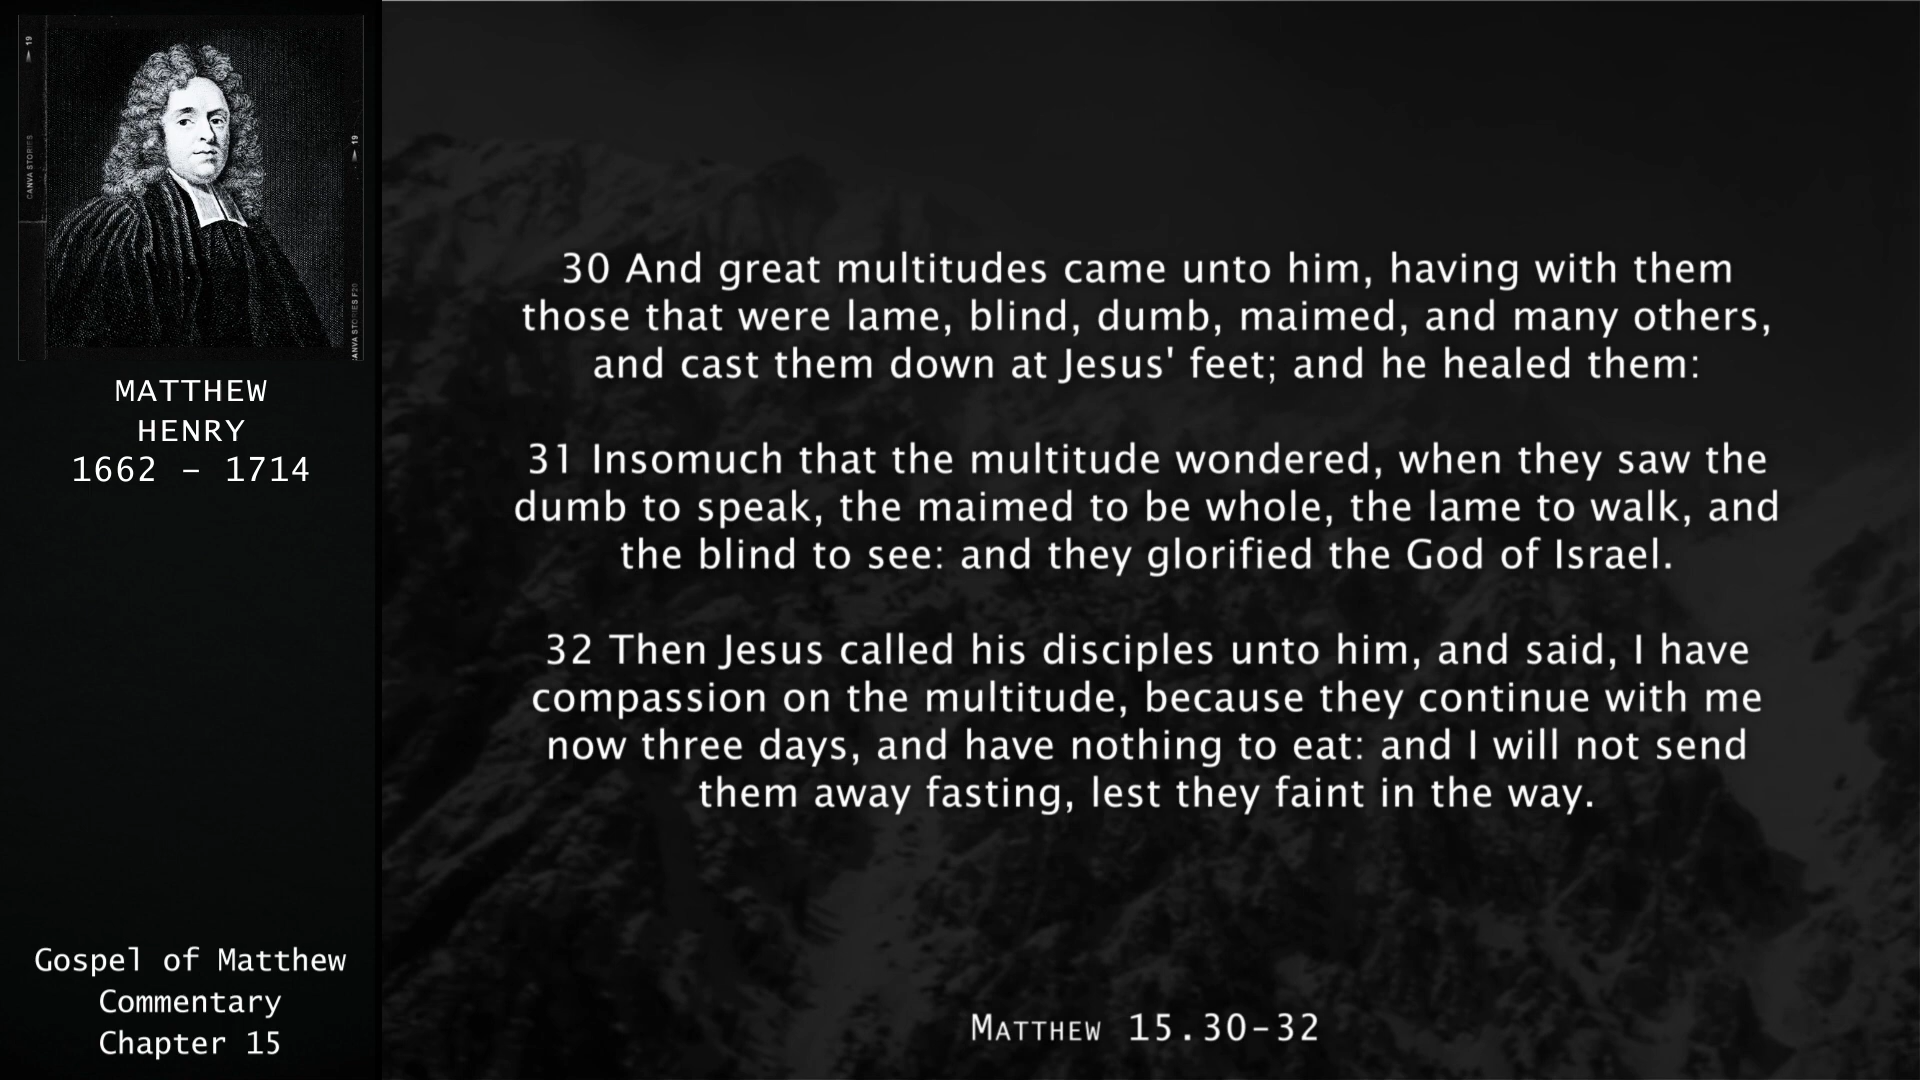 19
CANVA STORIES
19
MATTHEW
HENRY
1662 – 1714
Gospel of Matthew
Commentary
Chapter 15
30 And great multitudes came unto him, having with them
those that were lame, blind, dumb, maimed, and many others,
and cast them down at Jesus' feet; and he healed them:
31 Insomuch that the multitude wondered, when they saw the
dumb to speak, the maimed to be whole, the lame to walk, and
the blind to see: and they glorified the God of Israel.
32 Then Jesus called his disciples unto him, and said, I have
compassion on the multitude, because they continue with me
now three days, and have nothing to eat: and I will not send
them away fasting, lest they faint in the way.
MATTHEW 15.30-32